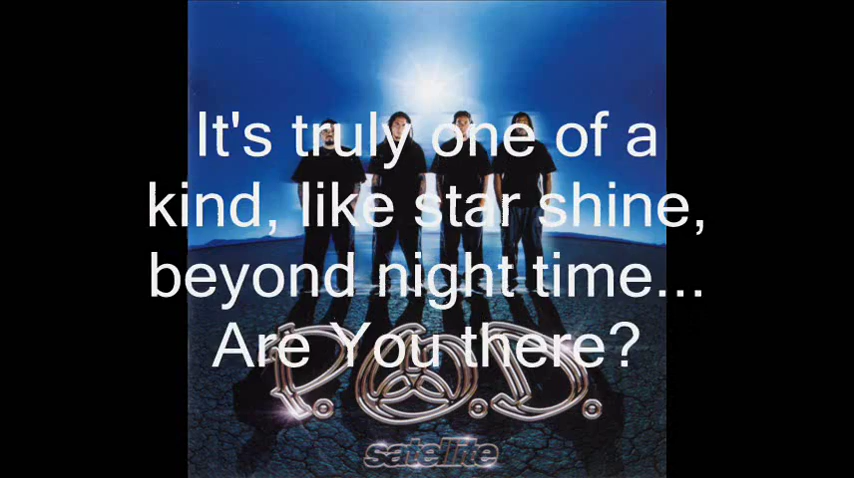 It's truly one of a
kind, like star shine,
beyond night time...
Are You there?
P.O.D.
satellite